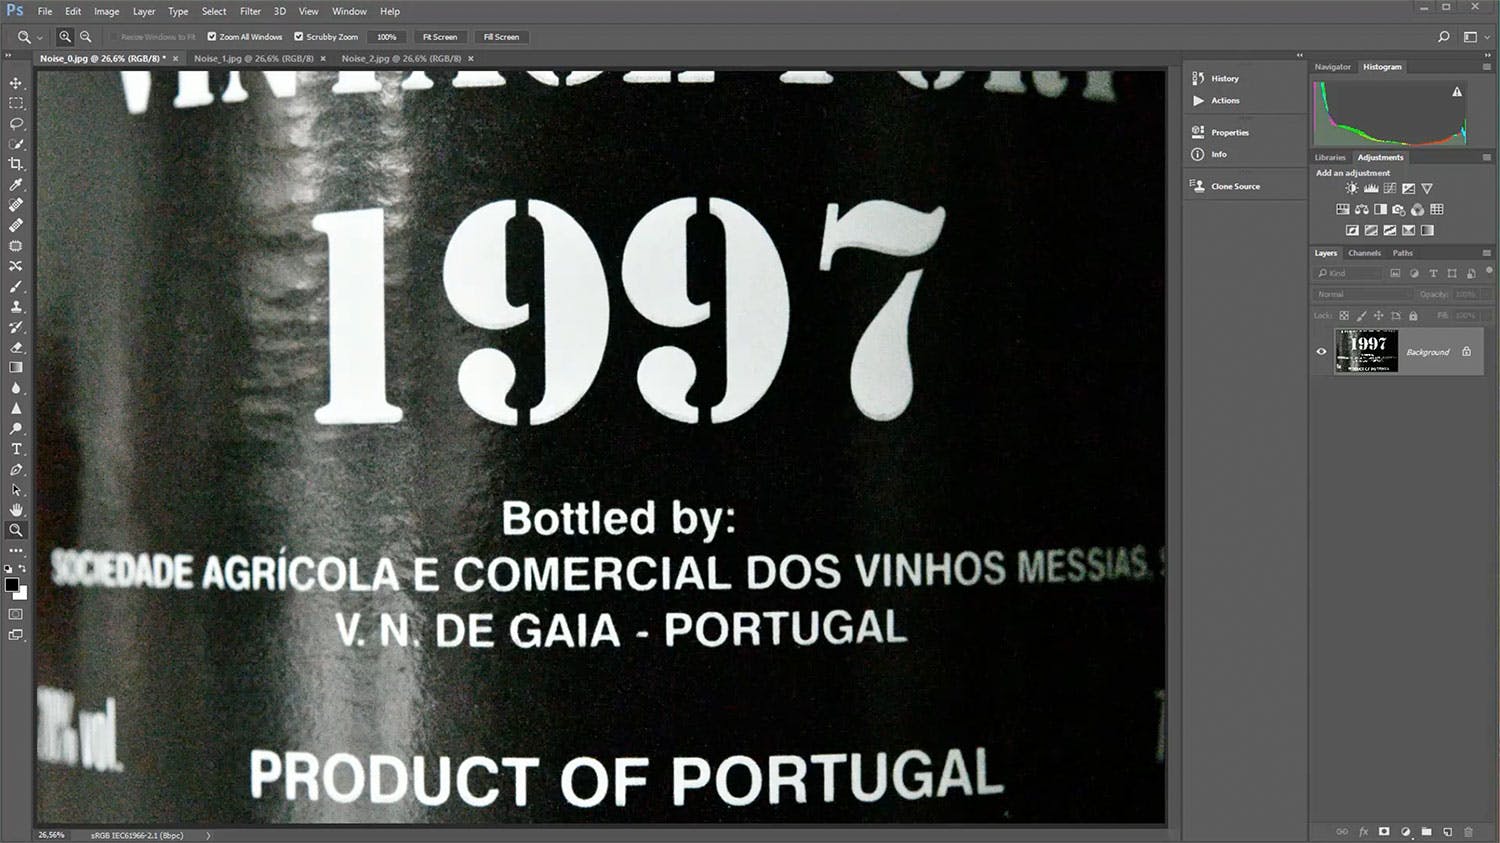 Ps File Edit Image Layer Type Select Filter 3D View Window Help
Resize Windows to Fit Zoom All Windows Scrubby Zoom 100% Fit Screen Fill Screen
Noise_0.jpg @ 26,6% (RGB/8) * × Noise_1.jpg @ 26,6% (RGB/8) × Noise_2.jpg @ 26,6% (RGB/8) ×
VINTAGE PORT
1997
Bottled by:
SOCIEDADE AGRÍCOLA E COMERCIAL DOS VINHOS MESSIAS,
V. N. DE GAIA - PORTUGAL
PRODUCT OF PORTUGAL
26,56% sRGB IEC61966-2.1 (8bpc)
History
Actions
Properties
Info
Clone Source
Navigator Histogram
Libraries Adjustments
Add an adjustment
Layers Channels Paths
Kind
Normal Opacity: 100%
Lock: Fill: 100%
1997
Background